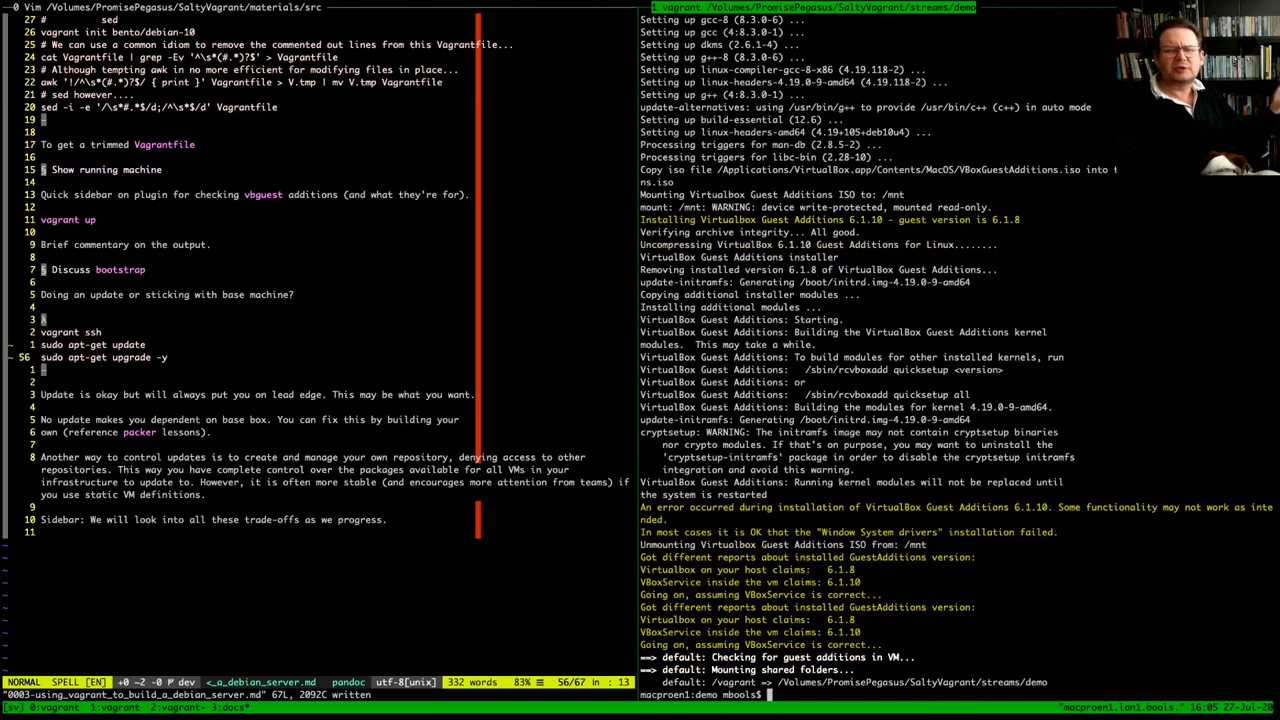 0 Vim /Volumes/PromisePegasus/SaltyVagrant/materials/src
27 #       sed
26 vagrant init bento/debian-10
25 # We can use a common idiom to remove the commented out lines from this Vagrantfile...
24 cat Vagrantfile | grep -Ev '^\s*(#.*)?$' > Vagrantfile
23 # Although tempting awk in no more efficient for modifying files in place...
22 awk '!/^\s*(#.*)?$/ { print }' Vagrantfile > V.tmp | mv V.tmp Vagrantfile
21 # sed however....
20 sed -i -e '/\s*#.*$/d;/^\s*$/d' Vagrantfile
19
18
17 To get a trimmed Vagrantfile
16
15 § Show running machine
14
13 Quick sidebar on plugin for checking vbguest additions (and what they're for).
12
11 vagrant up
10
9 Brief commentary on the output.
8
7 § Discuss bootstrap
6
5 Doing an update or sticking with base machine?
4
3 λ
2 vagrant ssh
~ 1 sudo apt-get update
~ 56 sudo apt-get upgrade -y
1
2
3 Update is okay but will always put you on lead edge. This may be what you want.
4
5 No update makes you dependent on base box. You can fix this by building your
6 own (reference packer lessons).
7
8 Another way to control updates is to create and manage your own repository, denying access to other
repositories. This way you have complete control over the packages available for all VMs in your
infrastructure to update to. However, it is often more stable (and encourages more attention from teams) if
you use static VM definitions.
9
10 Sidebar: We will look into all these trade-offs as we progress.
11
~
~
~
~
~
~
~
~
~
~
~
NORMAL SPELL [EN] +0 ~2 -0 dev <_a_debian_server.md pandoc utf-8[unix] 332 words 83% 56/67 ln : 13
"0003-using_vagrant_to_build_a_debian_server.md" 67L, 2092C written
1 vagrant /Volumes/PromisePegasus/SaltyVagrant/streams/demo
Setting up gcc-8 (8.3.0-6) ...
Setting up gcc (4:8.3.0-1) ...
Setting up dkms (2.6.1-4) ...
Setting up g++-8 (8.3.0-6) ...
Setting up linux-compiler-gcc-8-x86 (4.19.118-2) ...
Setting up linux-headers-4.19.0-9-amd64 (4.19.118-2) ...
Setting up g++ (4:8.3.0-1) ...
update-alternatives: using /usr/bin/g++ to provide /usr/bin/c++ (c++) in auto mode
Setting up build-essential (12.6) ...
Setting up linux-headers-amd64 (4.19+105+deb10u4) ...
Processing triggers for man-db (2.8.5-2) ...
Processing triggers for libc-bin (2.28-10) ...
Copy iso file /Applications/VirtualBox.app/Contents/MacOS/VBoxGuestAdditions.iso into t
ns.iso
Mounting Virtualbox Guest Additions ISO to: /mnt
mount: /mnt: WARNING: device write-protected, mounted read-only.
Installing Virtualbox Guest Additions 6.1.10 - guest version is 6.1.8
Verifying archive integrity... All good.
Uncompressing VirtualBox 6.1.10 Guest Additions for Linux........
VirtualBox Guest Additions installer
Removing installed version 6.1.8 of VirtualBox Guest Additions...
update-initramfs: Generating /boot/initrd.img-4.19.0-9-amd64
Copying additional installer modules ...
Installing additional modules ...
VirtualBox Guest Additions: Starting.
VirtualBox Guest Additions: Building the VirtualBox Guest Additions kernel
modules.  This may take a while.
VirtualBox Guest Additions: To build modules for other installed kernels, run
VirtualBox Guest Additions:   /sbin/rcvboxadd quicksetup <version>
VirtualBox Guest Additions: or
VirtualBox Guest Additions:   /sbin/rcvboxadd quicksetup all
VirtualBox Guest Additions: Building the modules for kernel 4.19.0-9-amd64.
update-initramfs: Generating /boot/initrd.img-4.19.0-9-amd64
cryptsetup: WARNING: The initramfs image may not contain cryptsetup binaries
nor crypto modules. If that's on purpose, you may want to uninstall the
'cryptsetup-initramfs' package in order to disable the cryptsetup initramfs
integration and avoid this warning.
VirtualBox Guest Additions: Running kernel modules will not be replaced until
the system is restarted
An error occurred during installation of VirtualBox Guest Additions 6.1.10. Some functionality may not work as inte
nded.
In most cases it is OK that the "Window System drivers" installation failed.
Unmounting Virtualbox Guest Additions ISO from: /mnt
Got different reports about installed GuestAdditions version:
Virtualbox on your host claims:   6.1.8
VBoxService inside the vm claims: 6.1.10
Going on, assuming VBoxService is correct...
Got different reports about installed GuestAdditions version:
Virtualbox on your host claims:   6.1.8
VBoxService inside the vm claims: 6.1.10
Going on, assuming VBoxService is correct...
==> default: Checking for guest additions in VM...
==> default: Mounting shared folders...
default: /vagrant => /Volumes/PromisePegasus/SaltyVagrant/streams/demo
macproen1:demo mbools$
[sv] 0:vagrant  1:vagrant  2:vagrant- 3:docs* "macproen1.lan1.bools." 16:05 27-Jul-20